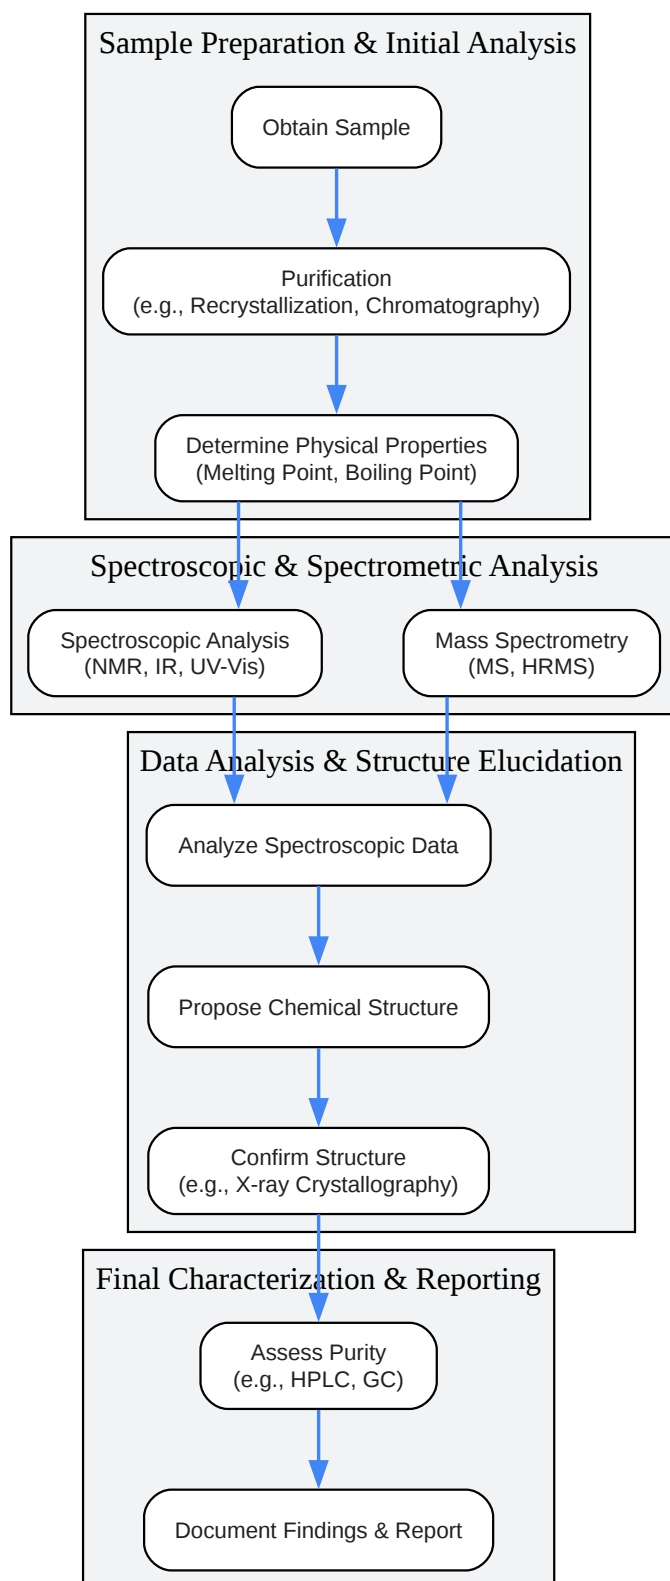 Sample Preparation & Initial Analysis
Obtain Sample
Purification
(e.g., Recrystallization, Chromatography)
Determine Physical Properties
(Melting Point, Boiling Point)
Spectroscopic & Spectrometric Analysis
Spectroscopic Analysis
(NMR, IR, UV-Vis)
Mass Spectrometry
(MS, HRMS)
Data Analysis & Structure Elucidation
Analyze Spectroscopic Data
Propose Chemical Structure
Confirm Structure
(e.g., X-ray Crystallography)
Final Characterization & Reporting
Assess Purity
(e.g., HPLC, GC)
Document Findings & Report